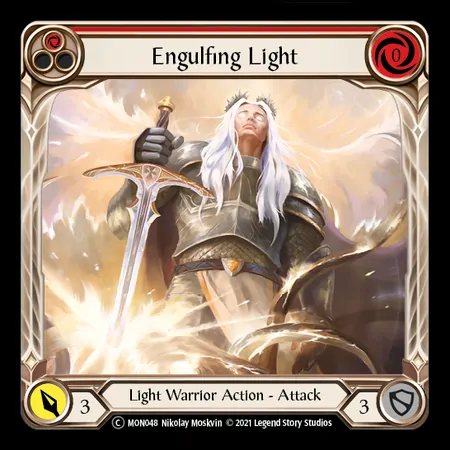 Engulfing Light
0
Light Warrior Action - Attack
3
3
C MON048 Nikolay Moskvin © 2021 Legend Story Studios